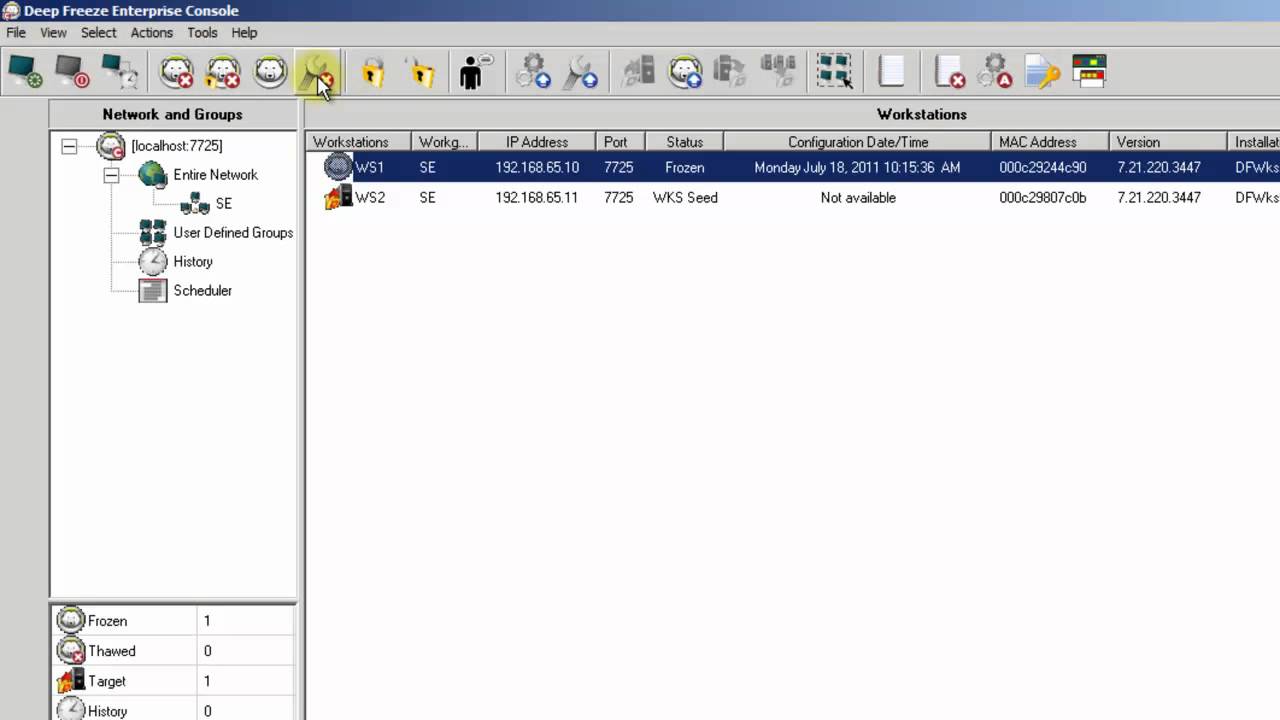 Deep Freeze Enterprise Console
File View Select Actions Tools Help
Network and Groups
[localhost:7725]
Entire Network
SE
User Defined Groups
History
Scheduler
Frozen 1
Thawed 0
Target 1
History 0
Workstations
Workstations Workg... IP Address Port Status Configuration Date/Time MAC Address Version Installat
WS1 SE 192.168.65.10 7725 Frozen Monday July 18, 2011 10:15:36 AM 000c29244c90 7.21.220.3447 DFWks
WS2 SE 192.168.65.11 7725 WKS Seed Not available 000c29807c0b 7.21.220.3447 DFWks